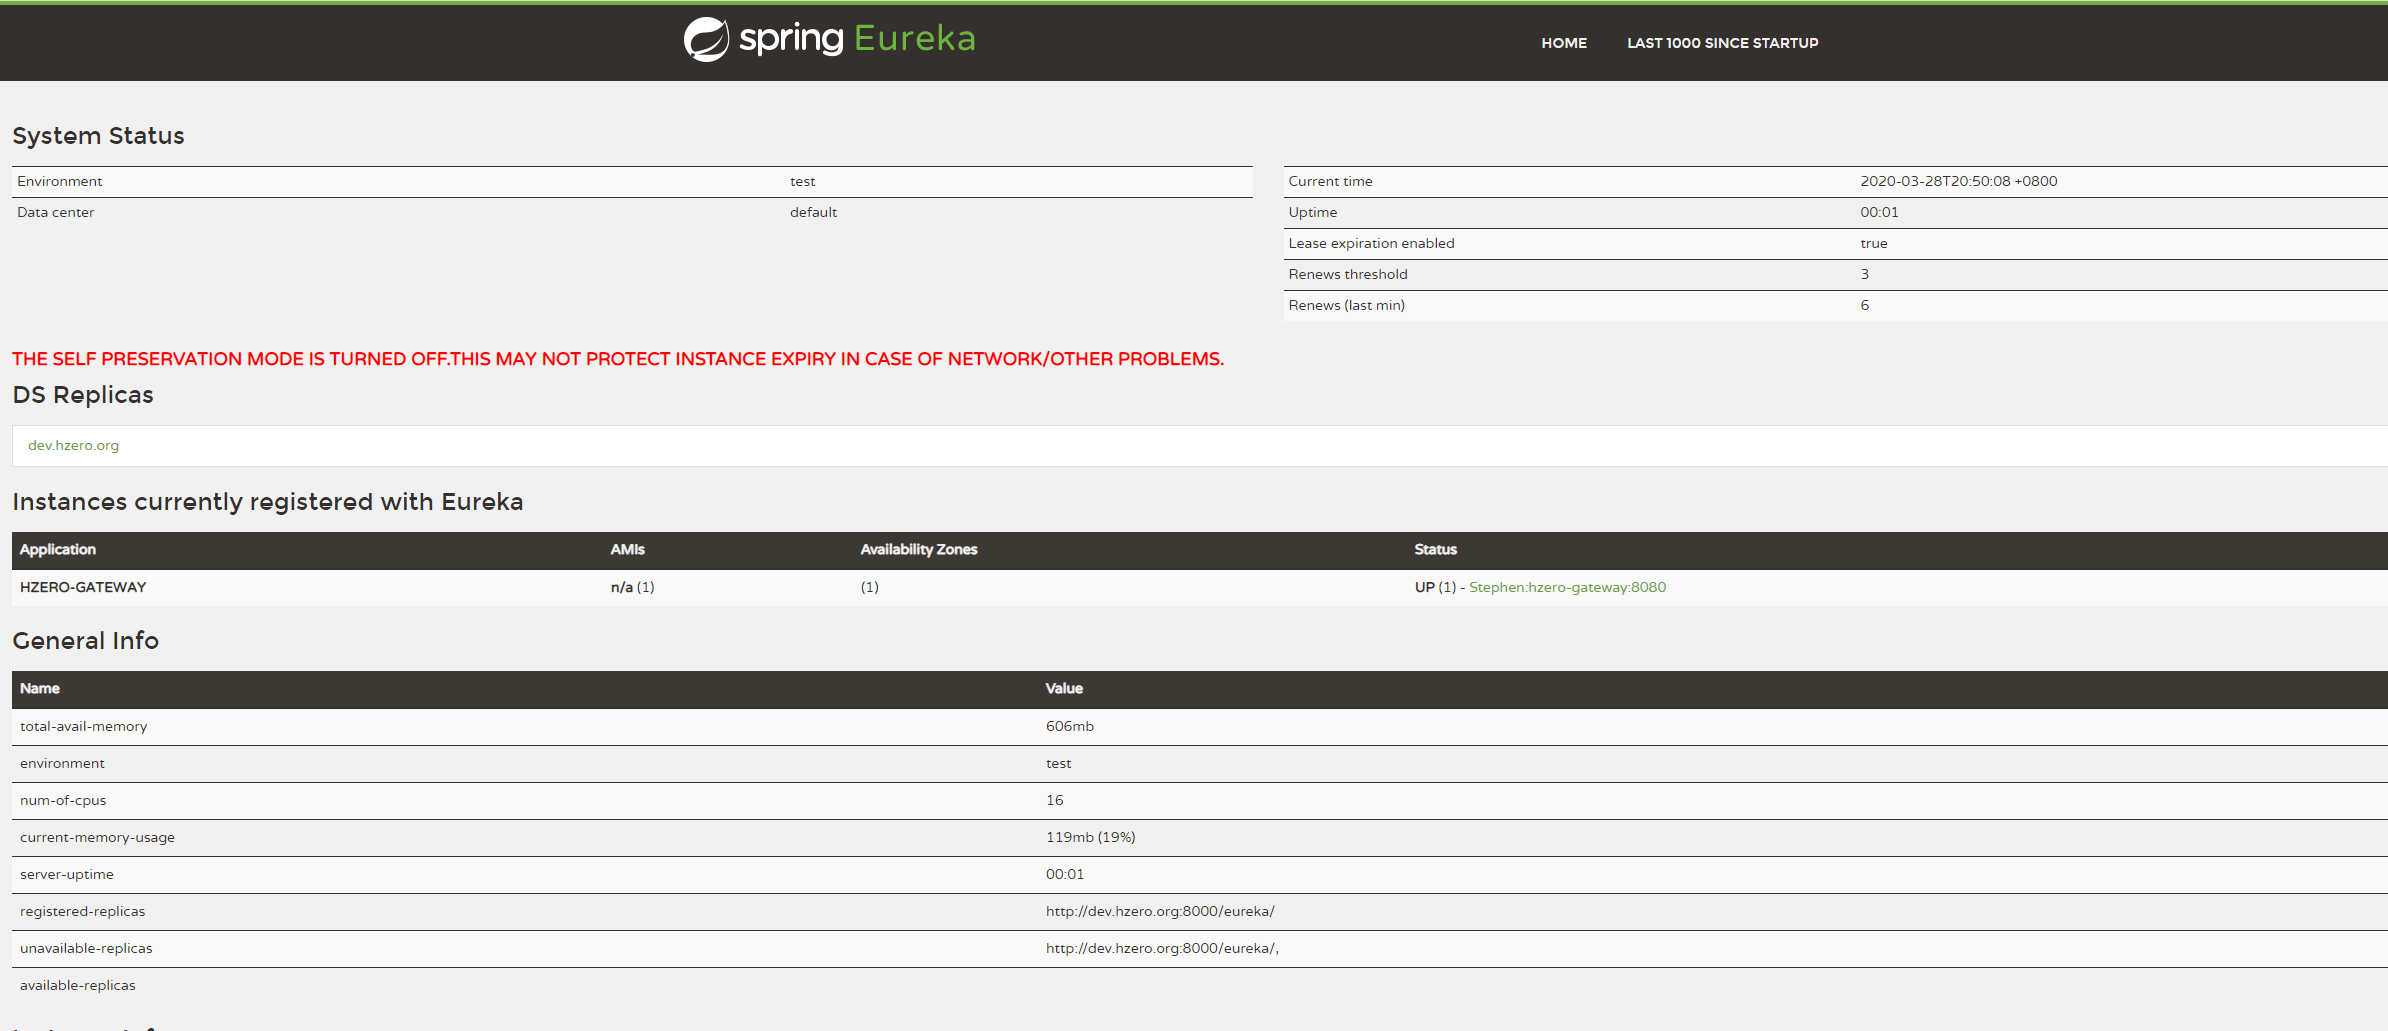 spring Eureka HOME LAST 1000 SINCE STARTUP
System Status
Environment test
Data center default
Current time 2020-03-28T20:50:08 +0800
Uptime 00:01
Lease expiration enabled true
Renews threshold 3
Renews (last min) 6
THE SELF PRESERVATION MODE IS TURNED OFF.THIS MAY NOT PROTECT INSTANCE EXPIRY IN CASE OF NETWORK/OTHER PROBLEMS.
DS Replicas
dev.hzero.org
Instances currently registered with Eureka
Application AMIs Availability Zones Status
HZERO-GATEWAY n/a (1) (1) UP (1) - Stephen:hzero-gateway:8080
General Info
Name Value
total-avail-memory 606mb
environment test
num-of-cpus 16
current-memory-usage 119mb (19%)
server-uptime 00:01
registered-replicas http://dev.hzero.org:8000/eureka/
unavailable-replicas http://dev.hzero.org:8000/eureka/,
available-replicas